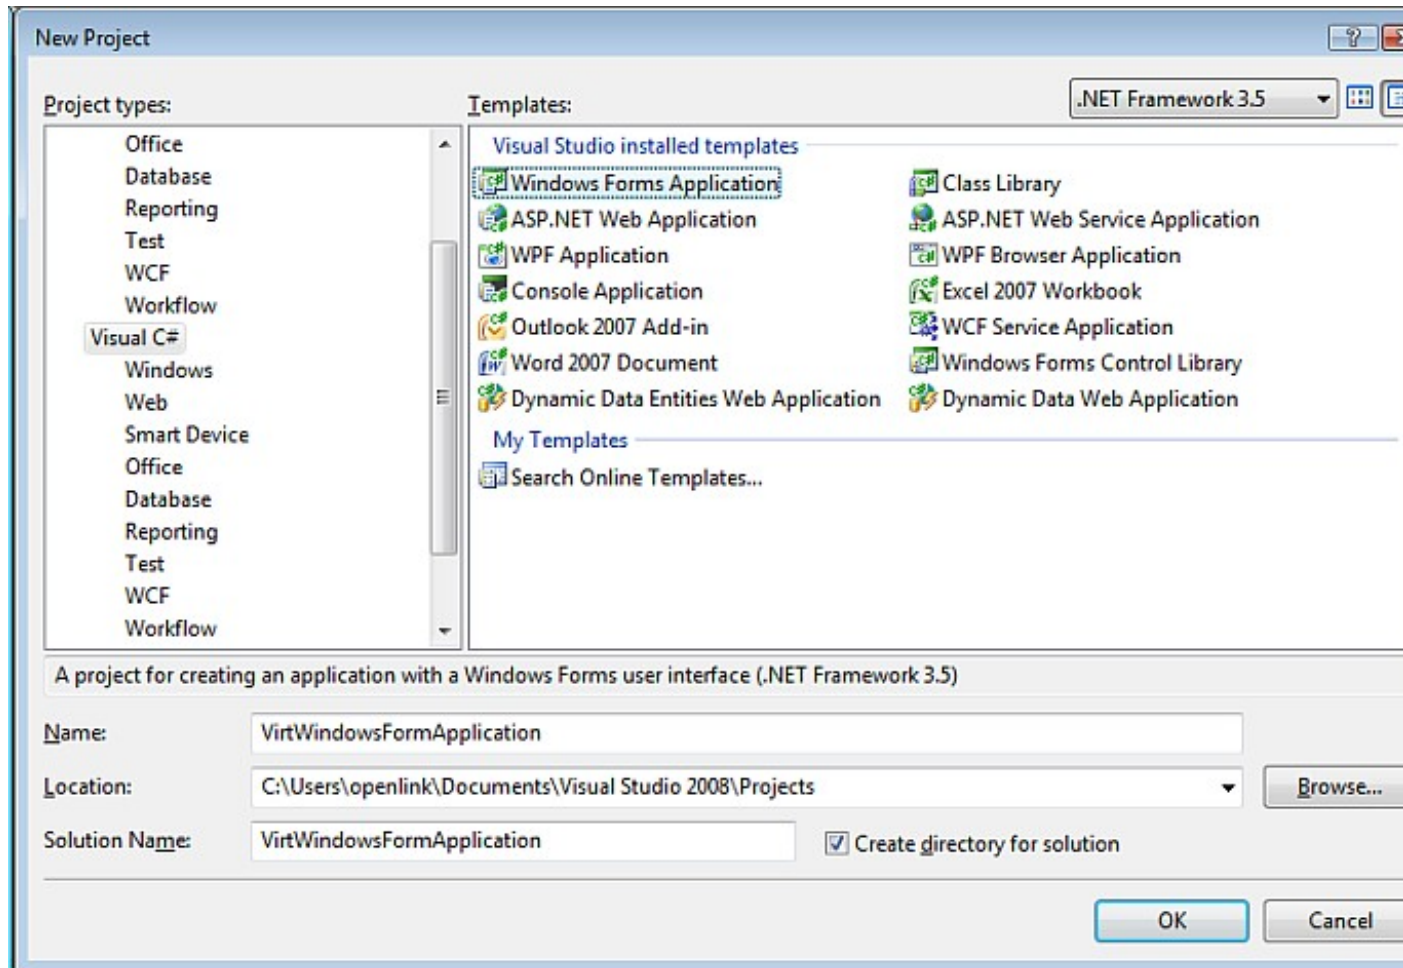 New Project
Project types:
Templates:
.NET Framework 3.5
Office
Database
Reporting
Test
WCF
Workflow
Visual C#
Windows
Web
Smart Device
Office
Database
Reporting
Test
WCF
Workflow
Visual Studio installed templates
Windows Forms Application
Class Library
ASP.NET Web Application
ASP.NET Web Service Application
WPF Application
WPF Browser Application
Console Application
Excel 2007 Workbook
Outlook 2007 Add-in
WCF Service Application
Word 2007 Document
Windows Forms Control Library
Dynamic Data Entities Web Application
Dynamic Data Web Application
My Templates
Search Online Templates...
A project for creating an application with a Windows Forms user interface (.NET Framework 3.5)
Name:
VirtWindowsFormApplication
Location:
C:\Users\openlink\Documents\Visual Studio 2008\Projects
Browse...
Solution Name:
VirtWindowsFormApplication
Create directory for solution
OK
Cancel